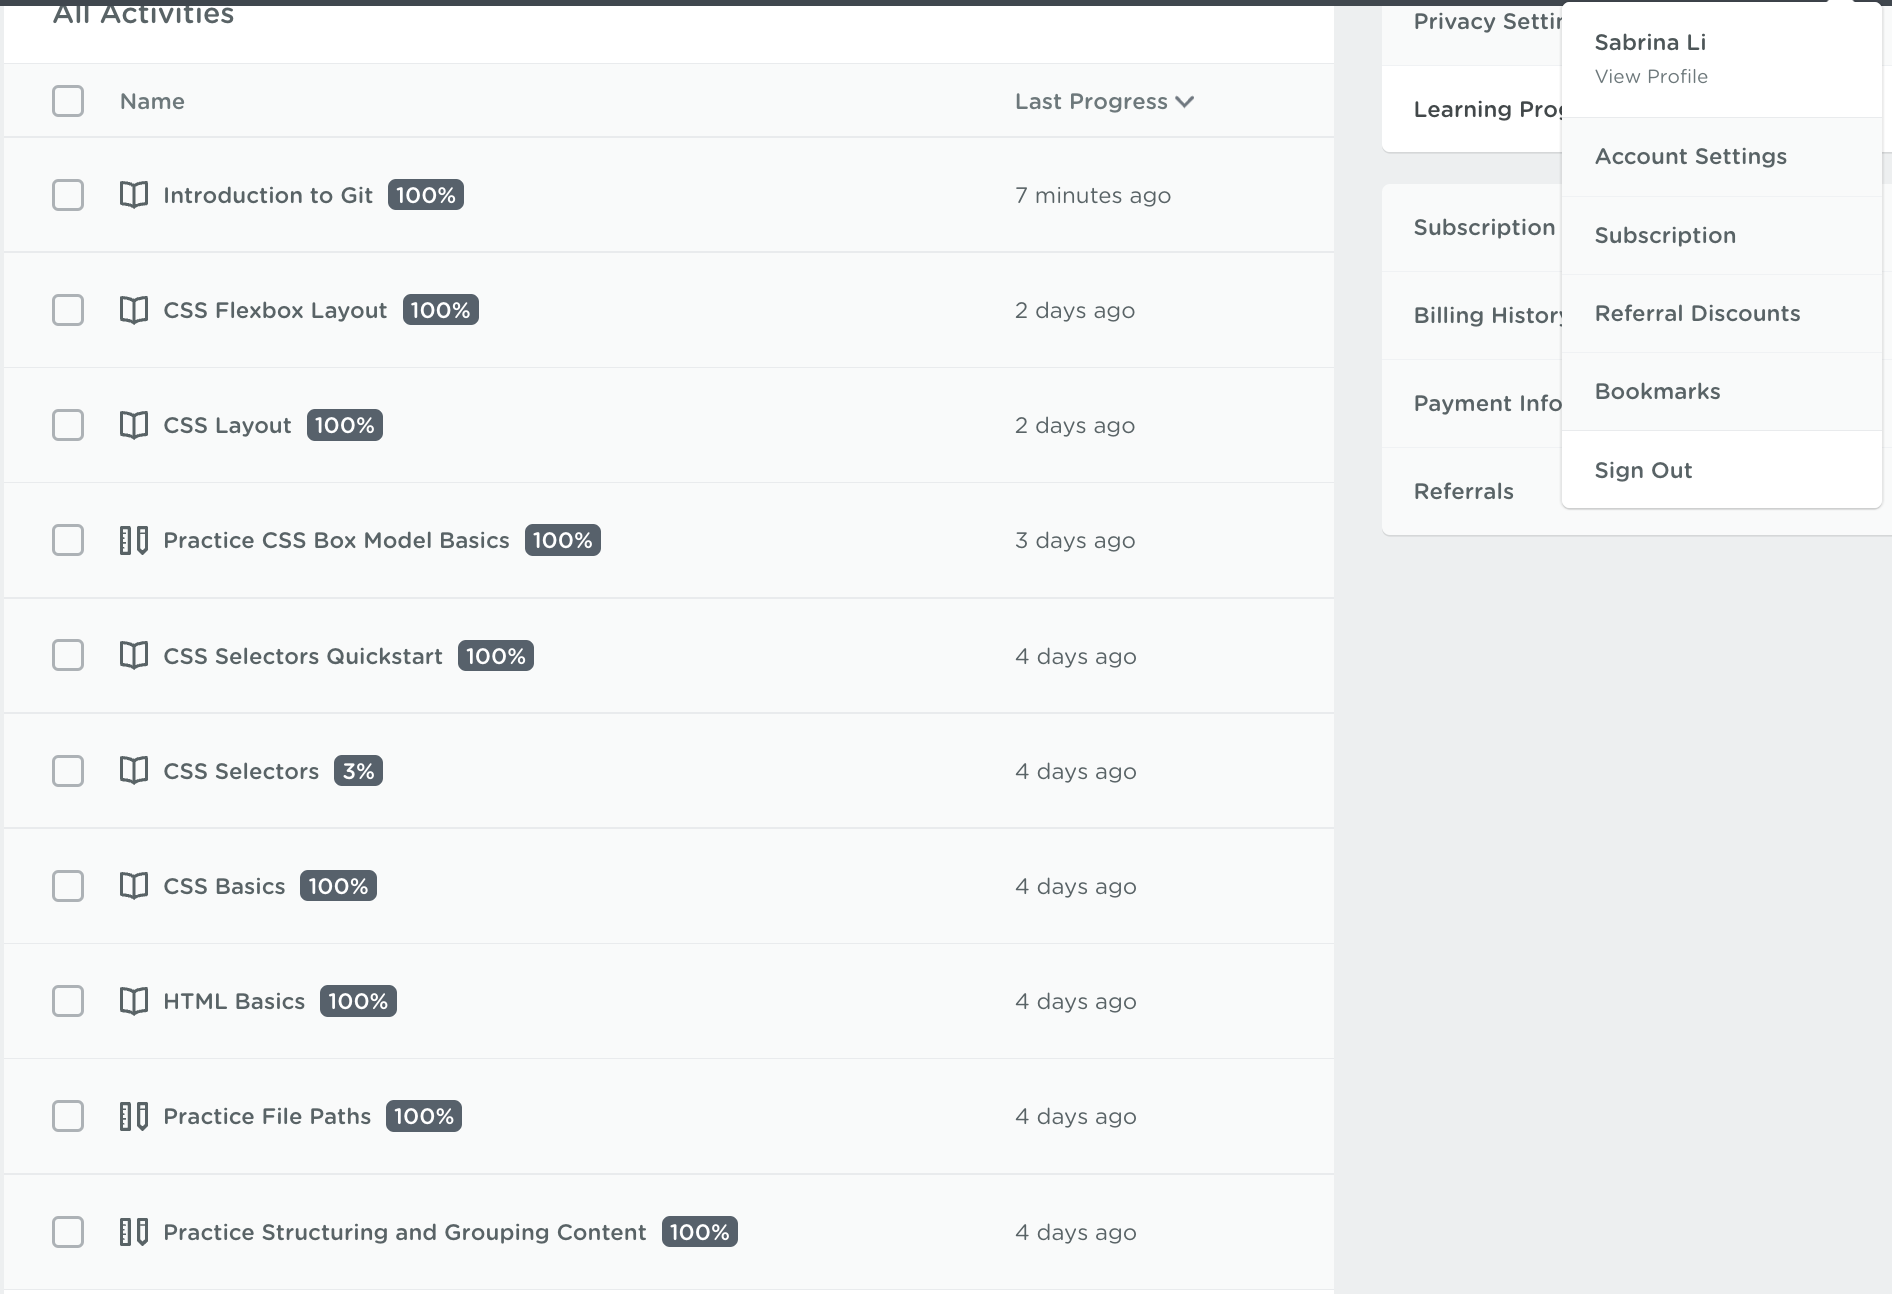 All Activities
Name
Last Progress
Introduction to Git 100%
7 minutes ago
CSS Flexbox Layout 100%
2 days ago
CSS Layout 100%
2 days ago
Practice CSS Box Model Basics 100%
3 days ago
CSS Selectors Quickstart 100%
4 days ago
CSS Selectors 3%
4 days ago
CSS Basics 100%
4 days ago
HTML Basics 100%
4 days ago
Practice File Paths 100%
4 days ago
Practice Structuring and Grouping Content 100%
4 days ago
Privacy
Learning
Subscription
Billing History
Payment Info
Referrals
Sabrina Li
View Profile
Account Settings
Subscription
Referral Discounts
Bookmarks
Sign Out